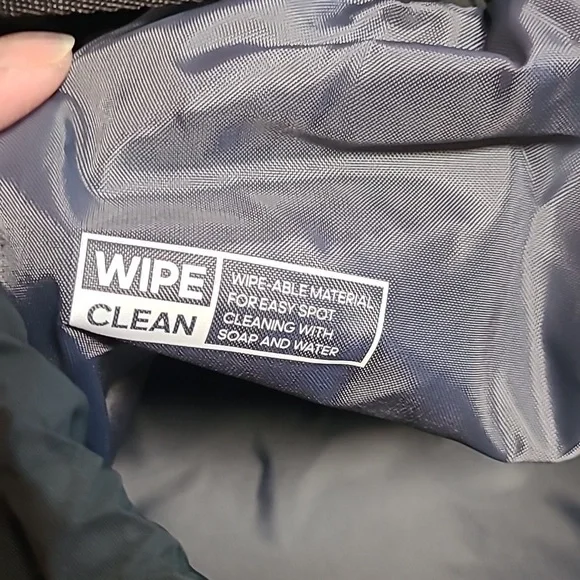 WIPE
CLEAN
WIPE-ABLE MATERIAL
FOR EASY SPOT
CLEANING WITH
SOAP AND WATER